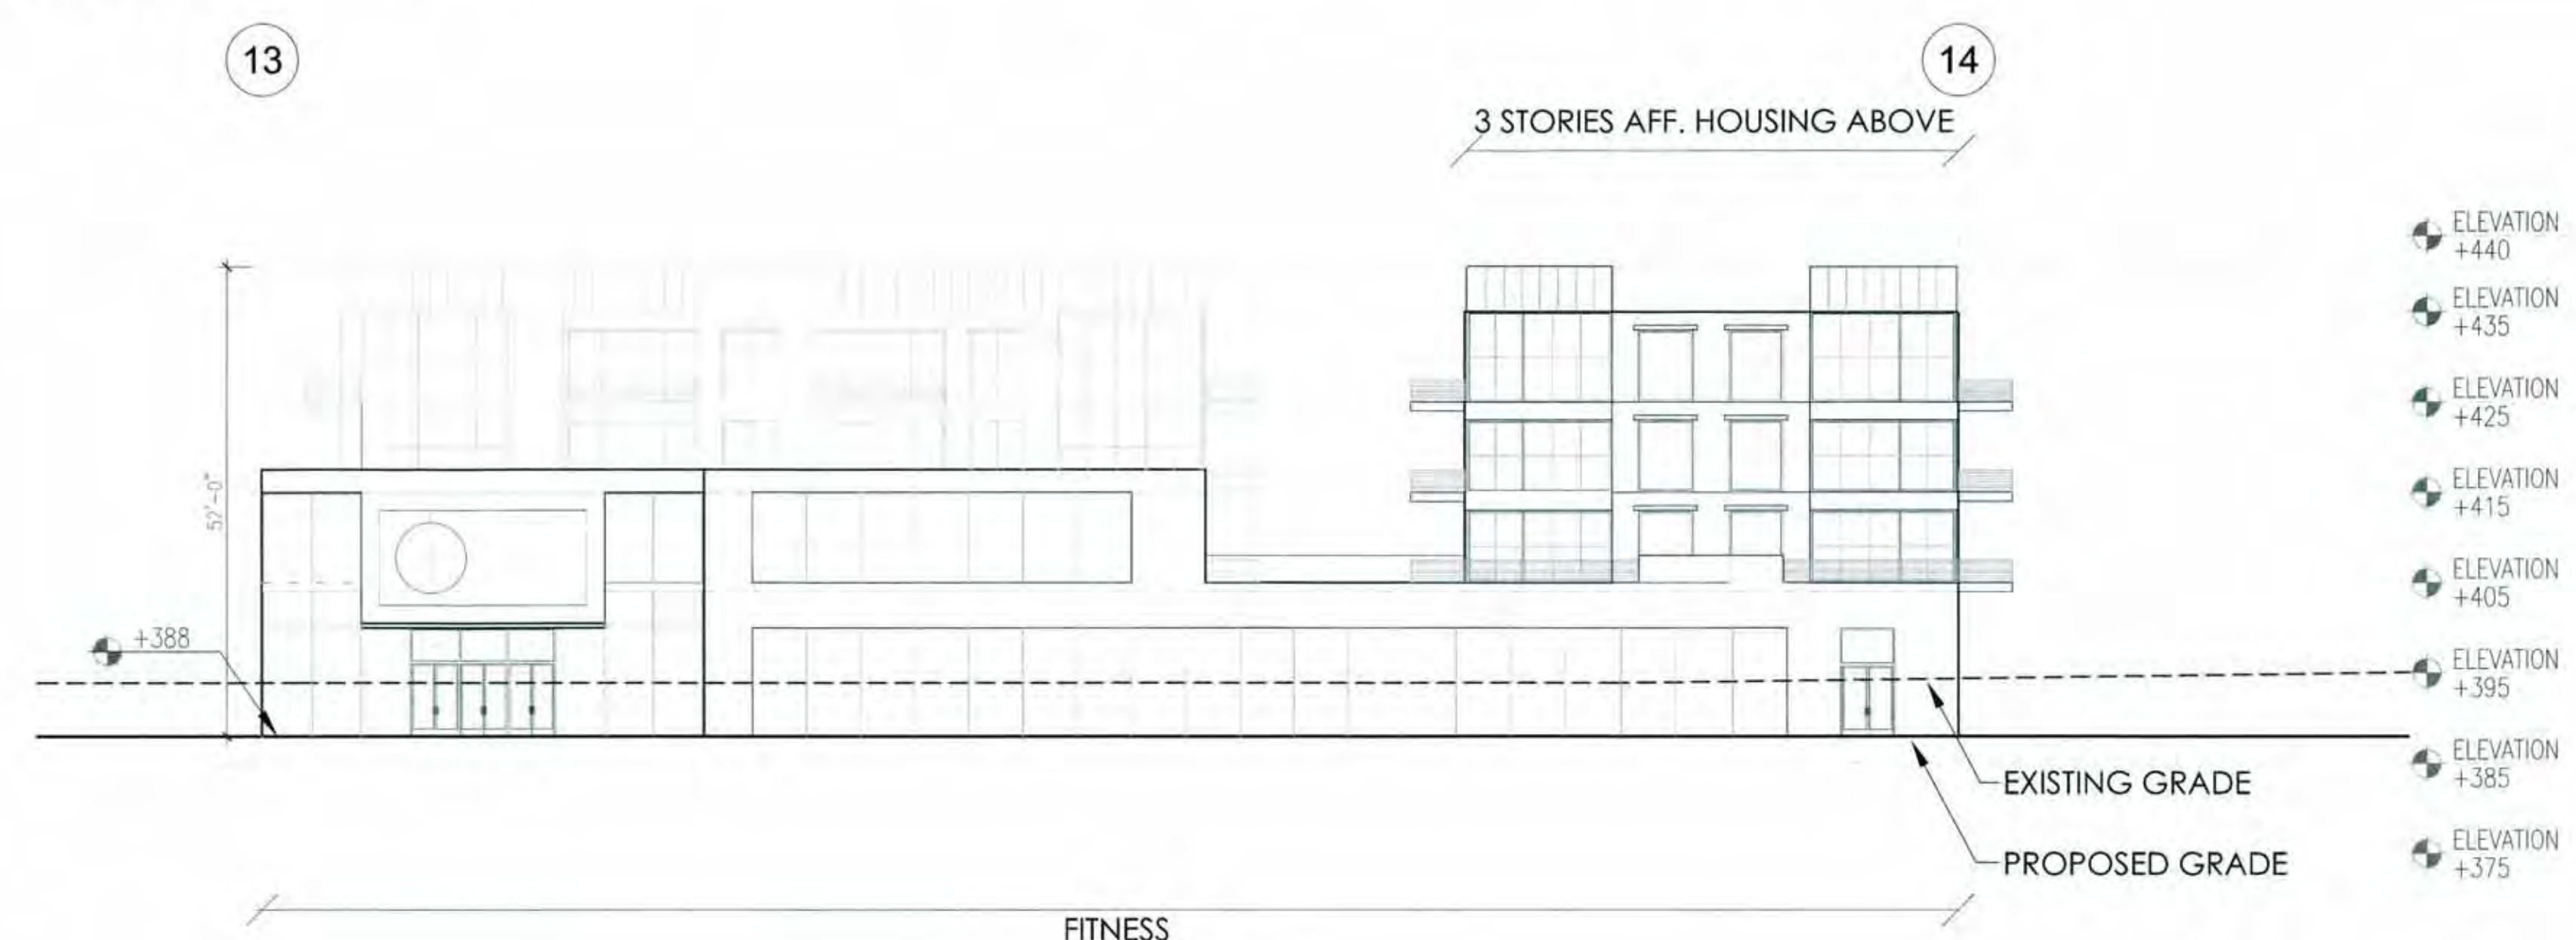 13
14
3 STORIES AFF. HOUSING ABOVE
ELEVATION
+440
ELEVATION
+435
ELEVATION
+425
ELEVATION
+415
52'-0"
ELEVATION
+405
+388
ELEVATION
+395
ELEVATION
+385
EXISTING GRADE
ELEVATION
+375
PROPOSED GRADE
FITNESS